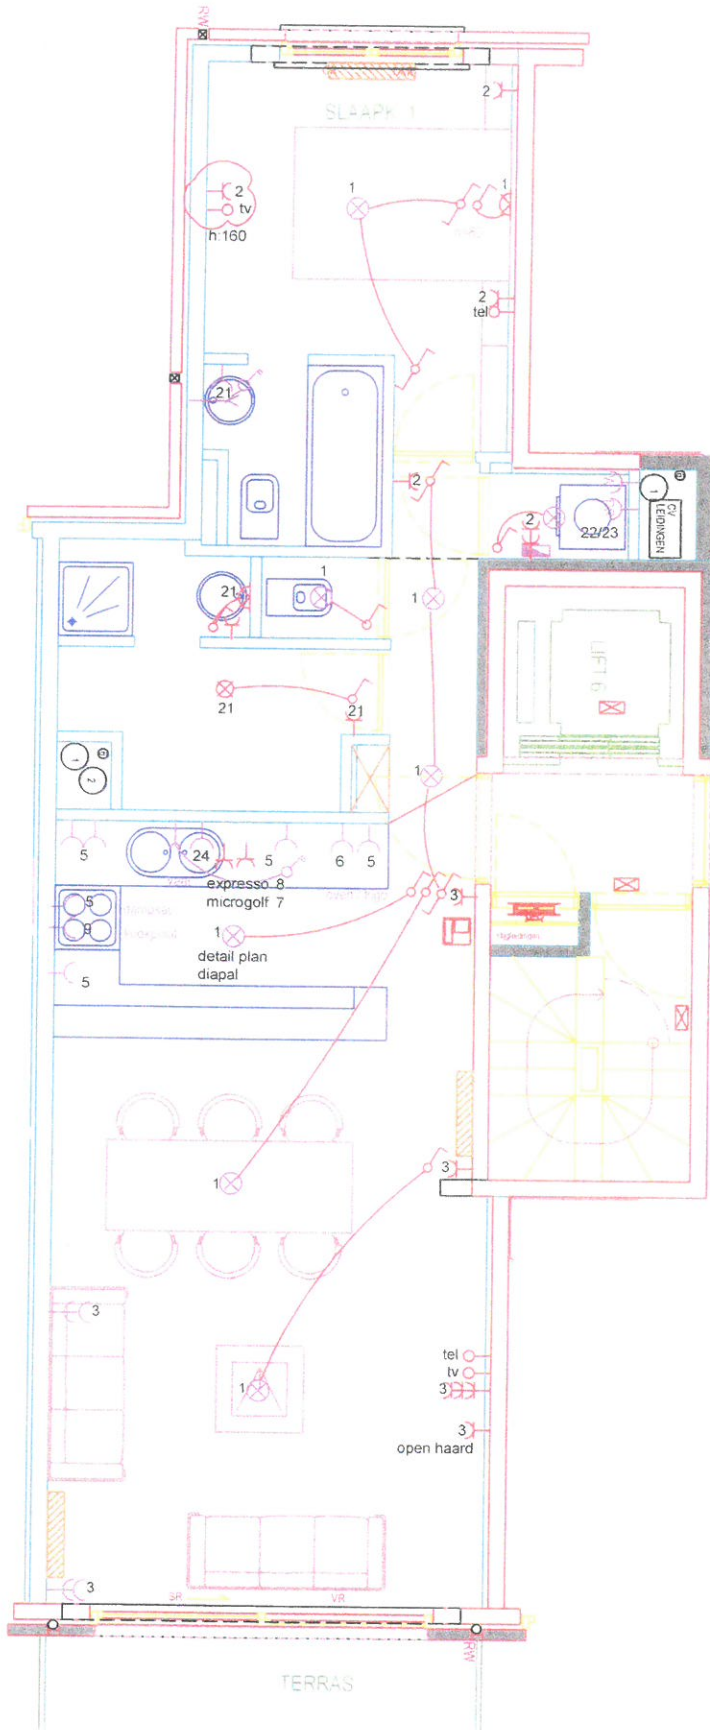 RW
SLAAPK 1
2
1
2
tv
h:160
1
2
tel
21
2
2
22/23
1
CV
LEIDINGEN
21
1
1
LIFT 6
21
21
1
2
1
5
24
5
6
5
expresso 8
microgolf 7
3
5
9
1
detail plan
diapal
5
1
3
3
tel
tv
3
1
3
open haard
3
SR
VR
RW
TERRAS